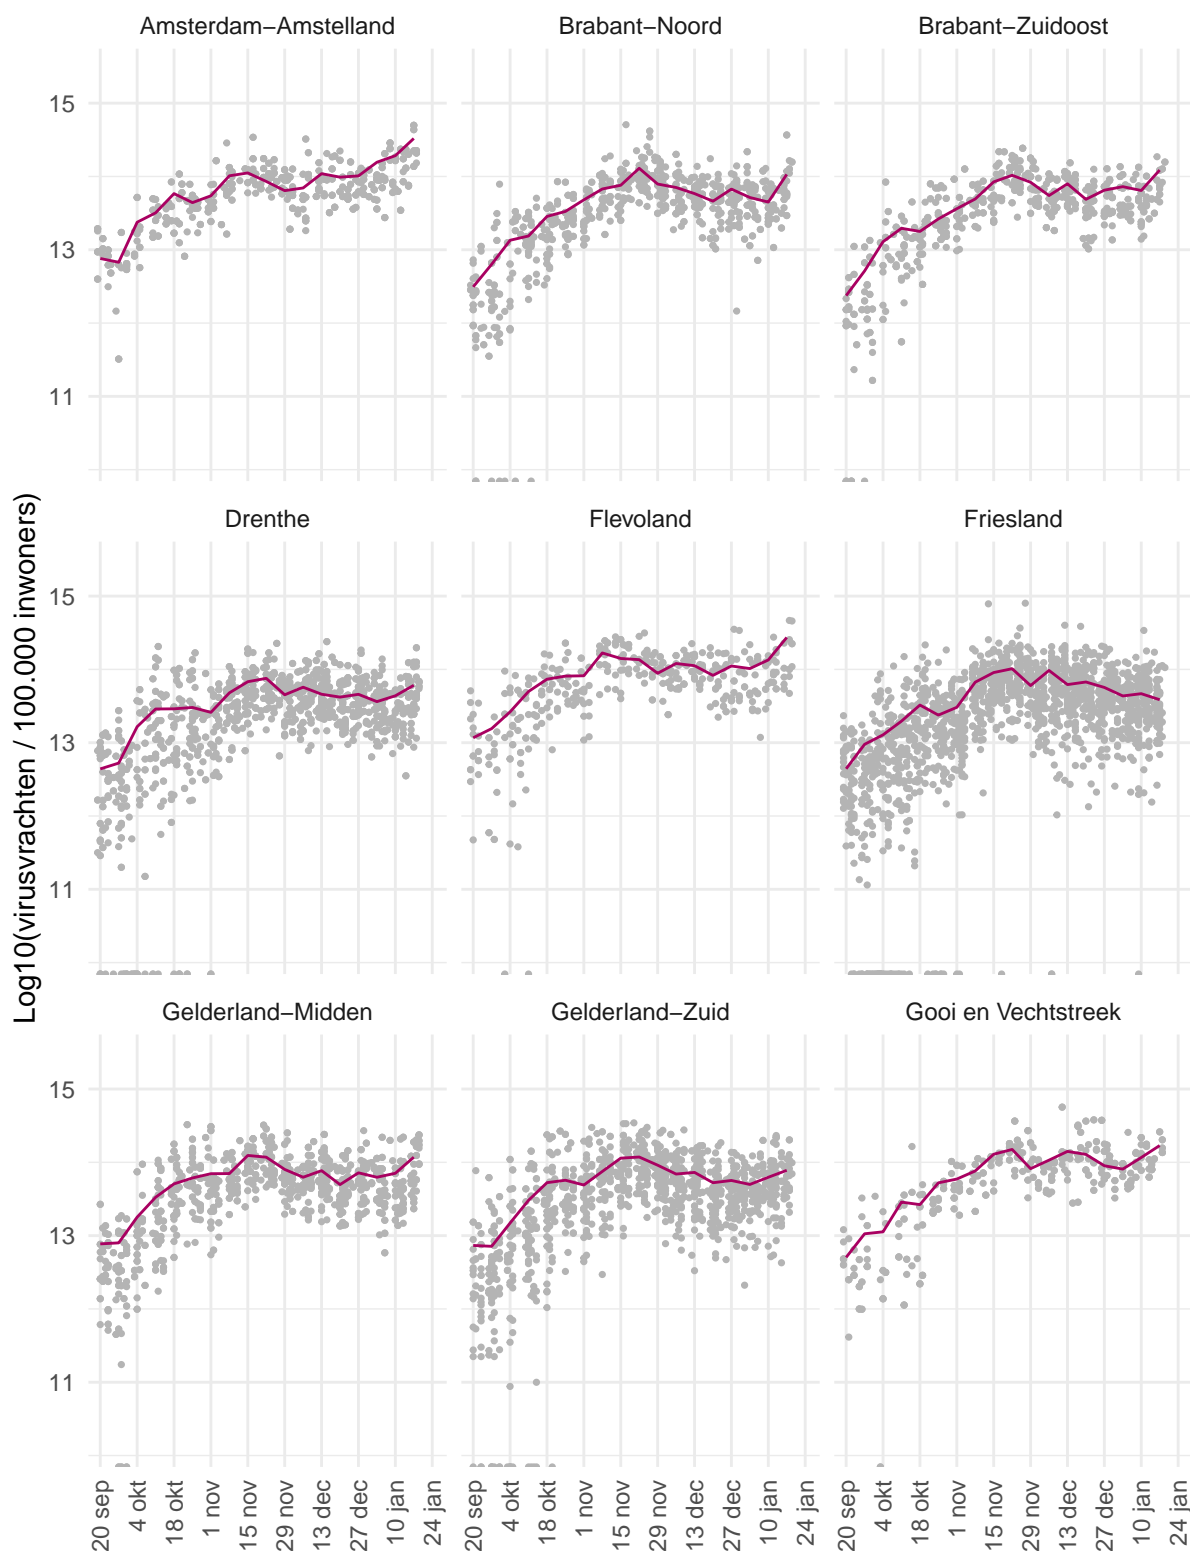 Amsterdam−Amstelland
Brabant−Noord
Brabant−Zuidoost
15
13
11
Drenthe
Flevoland
Friesland
15
13
11
Log10(virusvrachten / 100.000 inwoners)
Gelderland−Midden
Gelderland−Zuid
Gooi en Vechtstreek
15
13
11
20 sep
4 okt
18 okt
1 nov
15 nov
29 nov
13 dec
27 dec
10 jan
24 jan
20 sep
4 okt
18 okt
1 nov
15 nov
29 nov
13 dec
27 dec
10 jan
24 jan
20 sep
4 okt
18 okt
1 nov
15 nov
29 nov
13 dec
27 dec
10 jan
24 jan